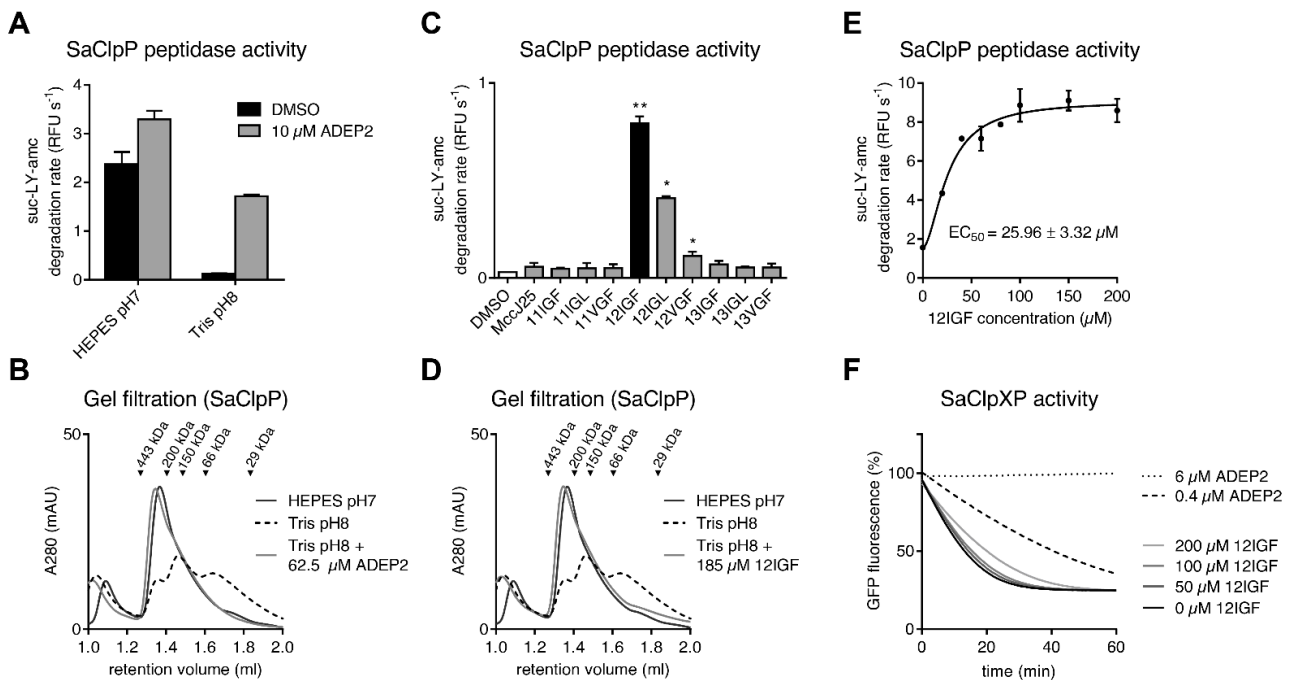 A
SaClpP peptidase activity
suc-LY-amc
degradation rate (RFU s⁻¹)
4
3
2
1
0
DMSO
10 µM ADEP2
HEPES pH7
Tris pH8
B
Gel filtration (SaClpP)
443 kDa
200 kDa
150 kDa
66 kDa
29 kDa
A280 (mAU)
50
0
HEPES pH7
Tris pH8
Tris pH8 +
62.5 µM ADEP2
1.0 1.2 1.4 1.6 1.8 2.0
retention volume (ml)
C
SaClpP peptidase activity
suc-LY-amc
degradation rate (RFU s⁻¹)
1
0
**
*
*
DMSO
MccJ25
11IGF
11IGL
11VGF
12IGF
12IGL
12VGF
13IGF
13IGL
13VGF
D
Gel filtration (SaClpP)
443 kDa
200 kDa
150 kDa
66 kDa
29 kDa
A280 (mAU)
50
0
HEPES pH7
Tris pH8
Tris pH8 +
185 µM 12IGF
1.0 1.2 1.4 1.6 1.8 2.0
retention volume (ml)
E
SaClpP peptidase activity
suc-LY-amc
degradation rate (RFU s⁻¹)
10
8
6
4
2
0
EC₅₀ = 25.96 ± 3.32 µM
0 50 100 150 200
12IGF concentration (µM)
F
SaClpXP activity
GFP fluorescence (%)
100
50
0
6 µM ADEP2
0.4 µM ADEP2
200 µM 12IGF
100 µM 12IGF
50 µM 12IGF
0 µM 12IGF
0 20 40 60
time (min)